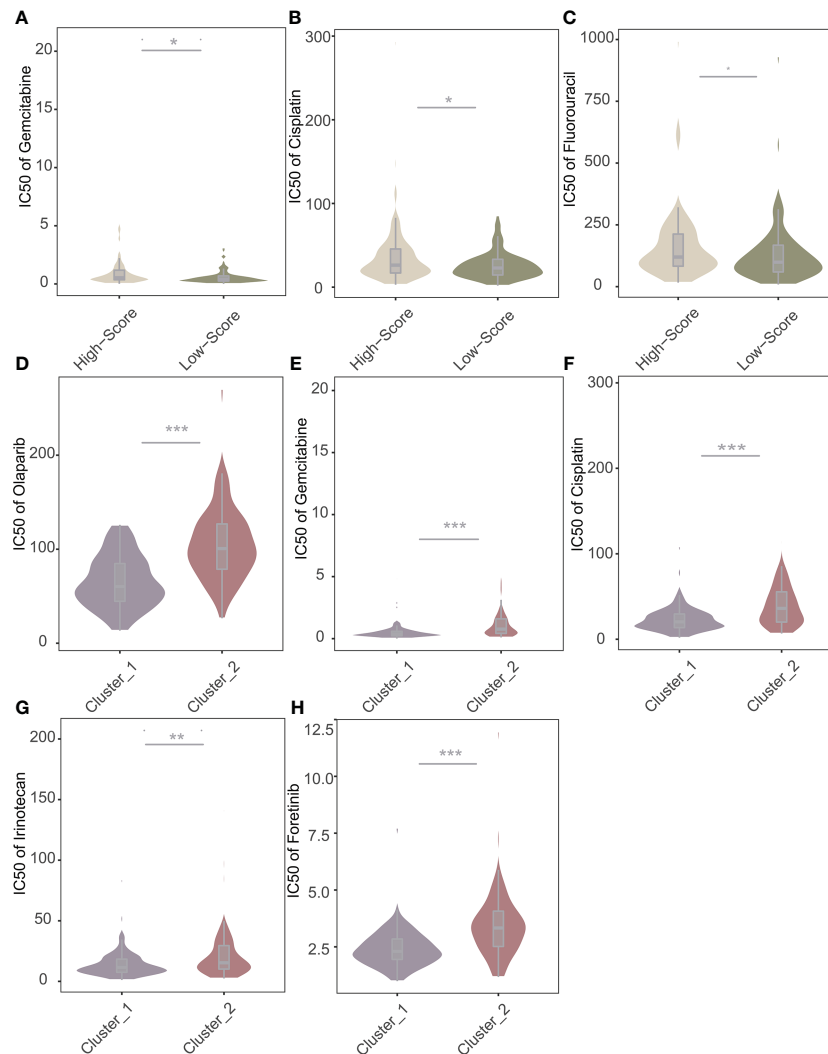 A
IC50 of Gemcitabine
20
15
10
5
0
*
High−Score
Low−Score
B
IC50 of Cisplatin
300
200
100
0
*
High−Score
Low−Score
C
IC50 of Fluorouracil
1000
750
500
250
0
*
High−Score
Low−Score
D
IC50 of Olaparib
200
100
0
***
Cluster_1
Cluster_2
E
IC50 of Gemcitabine
20
15
10
5
0
***
Cluster_1
Cluster_2
F
IC50 of Cisplatin
300
200
100
0
***
Cluster_1
Cluster_2
G
IC50 of Irinotecan
200
150
100
50
0
**
Cluster_1
Cluster_2
H
IC50 of Foretinib
12.5
10.0
7.5
5.0
2.5
***
Cluster_1
Cluster_2